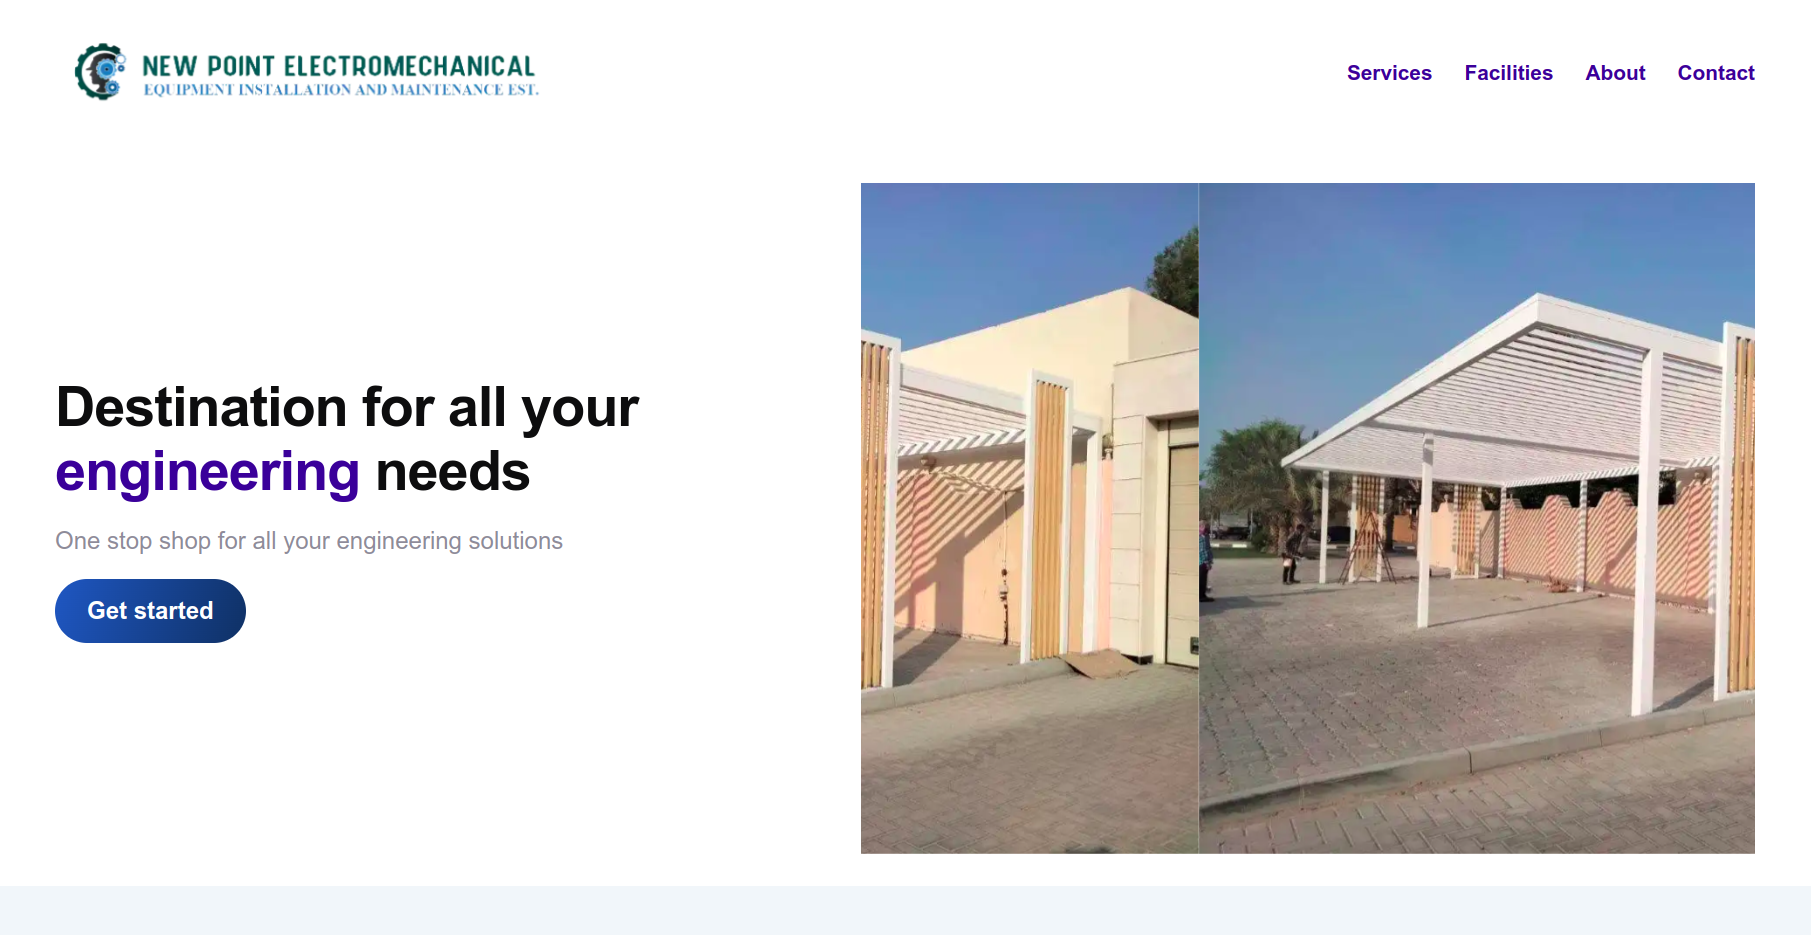 NEW POINT ELECTROMECHANICAL
EQUIPMENT INSTALLATION AND MAINTENANCE EST.
Services Facilities About Contact
Destination for all your
engineering needs
One stop shop for all your engineering solutions
Get started